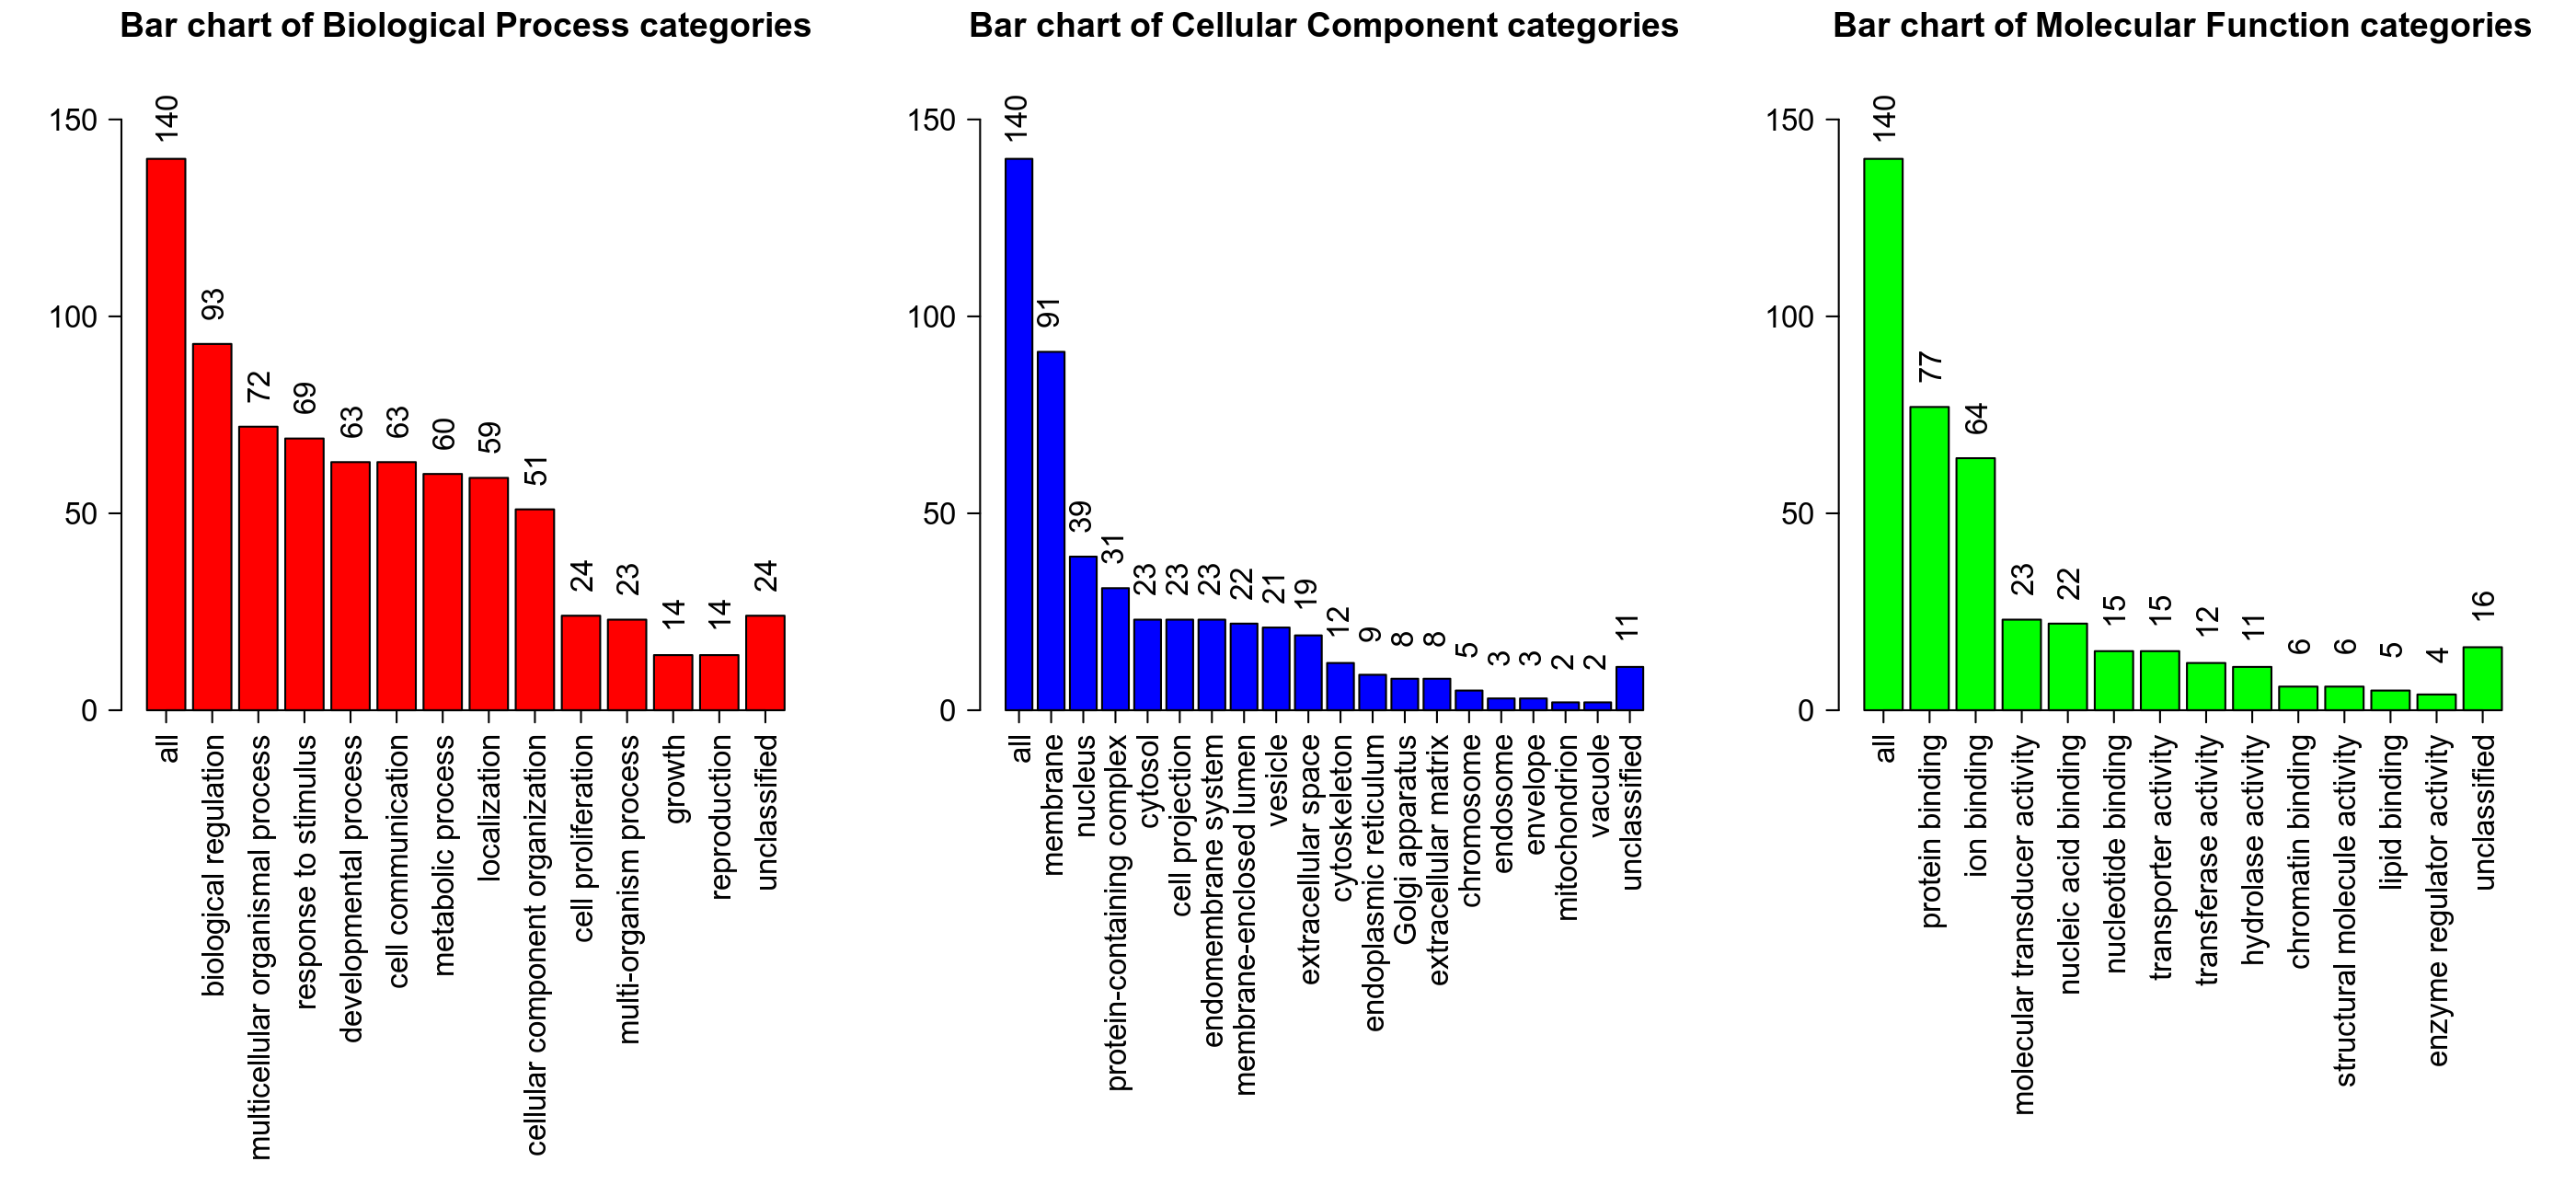 Bar chart of Biological Process categories
150
100
50
0
140
93
72
69
63
63
60
59
51
24
23
14
14
24
all
biological regulation
multicellular organismal process
response to stimulus
developmental process
cell communication
metabolic process
localization
cellular component organization
cell proliferation
multi-organism process
growth
reproduction
unclassified
Bar chart of Cellular Component categories
150
100
50
0
140
91
39
31
23
23
23
22
21
19
12
9
8
8
5
3
3
2
2
11
all
membrane
nucleus
protein-containing complex
cytosol
cell projection
endomembrane system
membrane-enclosed lumen
vesicle
extracellular space
cytoskeleton
endoplasmic reticulum
Golgi apparatus
extracellular matrix
chromosome
endosome
envelope
mitochondrion
vacuole
unclassified
Bar chart of Molecular Function categories
150
100
50
0
140
77
64
23
22
15
15
12
11
6
6
5
4
16
all
protein binding
ion binding
molecular transducer activity
nucleic acid binding
nucleotide binding
transporter activity
transferase activity
hydrolase activity
chromatin binding
structural molecule activity
lipid binding
enzyme regulator activity
unclassified